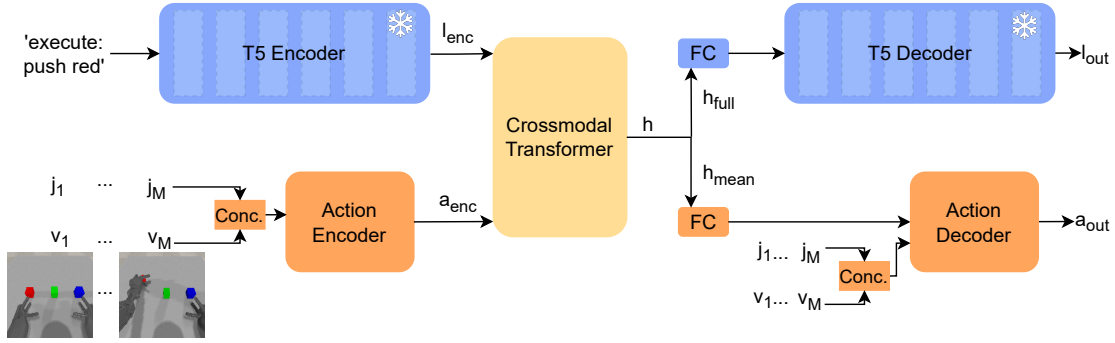 'execute:
push red'
T5 Encoder
l_enc
Crossmodal
Transformer
h
h_full
h_mean
FC
T5 Decoder
l_out
j_1 ... j_M
v_1 ... v_M
...
Conc.
Action
Encoder
a_enc
FC
j_1... j_M
v_1... v_M
Conc.
Action
Decoder
a_out